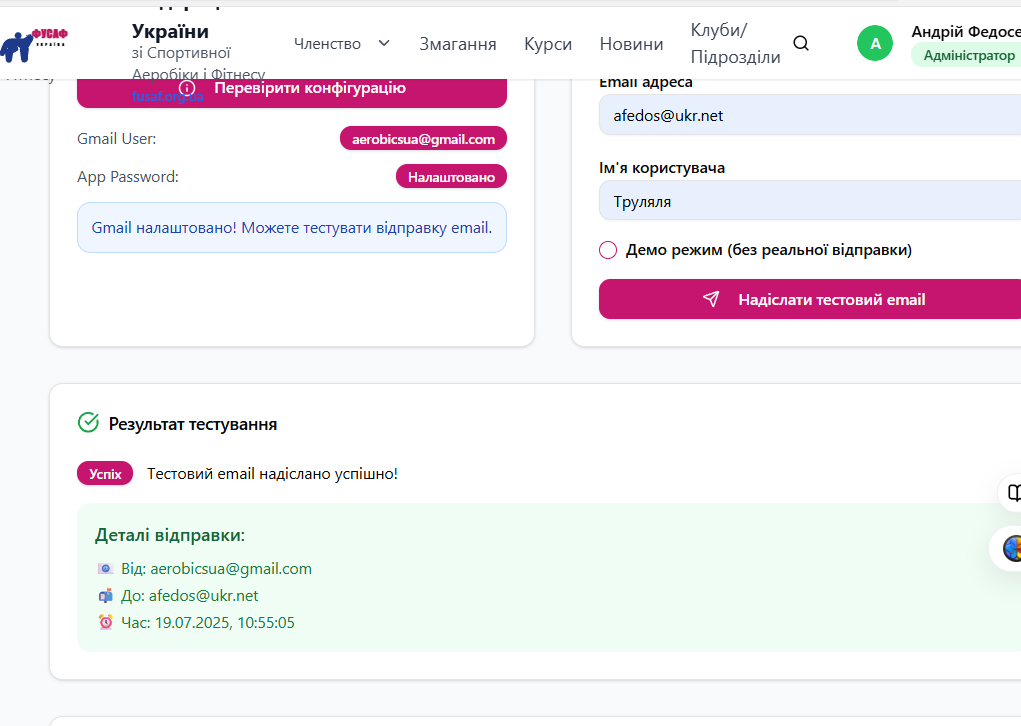 ФУСАФ
УКРАЇНА
України
зі Спортивної
Аеробіки і Фітнесу
fusaf.org.ua
Членство
Змагання
Курси
Новини
Клуби/
Підрозділи
А
Андрій Федосе
Адміністратор
Перевірити конфігурацію
Gmail User:
aerobicsua@gmail.com
App Password:
Налаштовано
Gmail налаштовано! Можете тестувати відправку email.
Email адреса
afedos@ukr.net
Ім'я користувача
Труляля
Демо режим (без реальної відправки)
Надіслати тестовий email
Результат тестування
Успіх
Тестовий email надіслано успішно!
Деталі відправки:
Від: aerobicsua@gmail.com
До: afedos@ukr.net
Час: 19.07.2025, 10:55:05